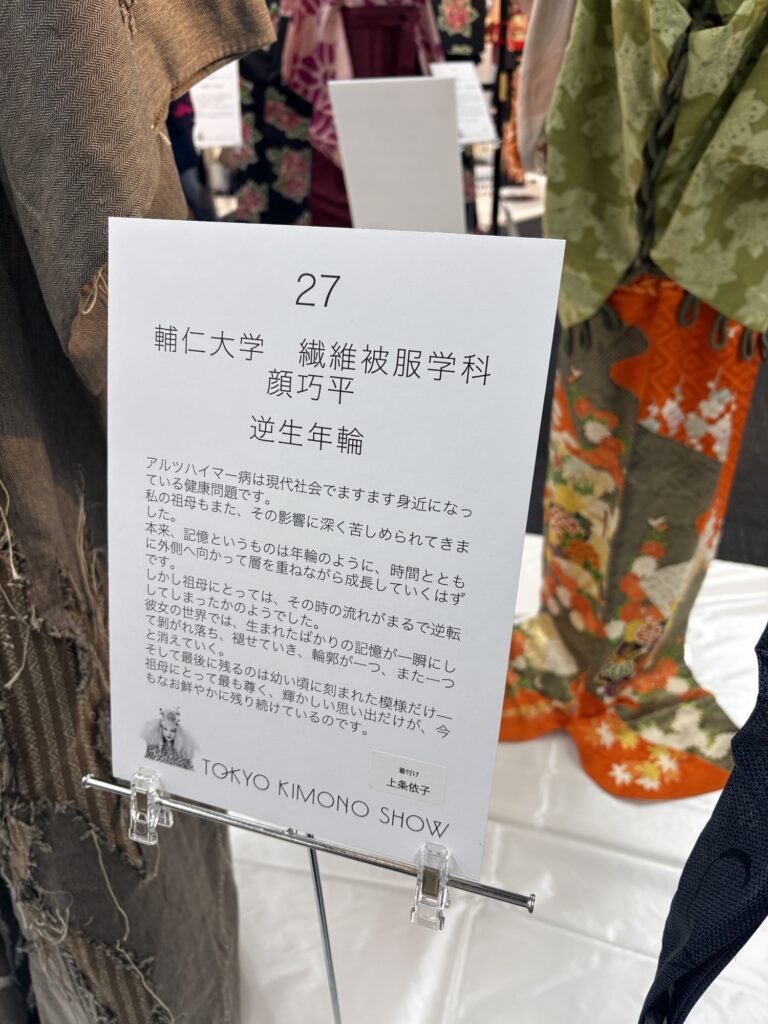 27
輔仁大学　繊維被服学科
顔巧平
逆生年輪
アルツハイマー病は現代社会でますます身近になっ
ている健康問題です。
私の祖母もまた、その影響に深く苦しめられてきま
した。
本来、記憶というものは年輪のように、時間ととも
に外側へ向かって層を重ねながら成長していくはず
です。
しかし祖母にとっては、その時の流れがまるで逆転
してしまったかのようでした。
彼女の世界では、生まれたばかりの記憶が一瞬にし
て剝がれ落ち、褪せていき、輪郭が一つ、また一つ
と消えていく。
そして最後に残るのは幼い頃に刻まれた模様だけ—
祖母にとって最も尊く、輝かしい思い出だけが、今
もなお鮮やかに残り続けているのです。
着付け
上条依子
TOKYO KIMONO SHOW